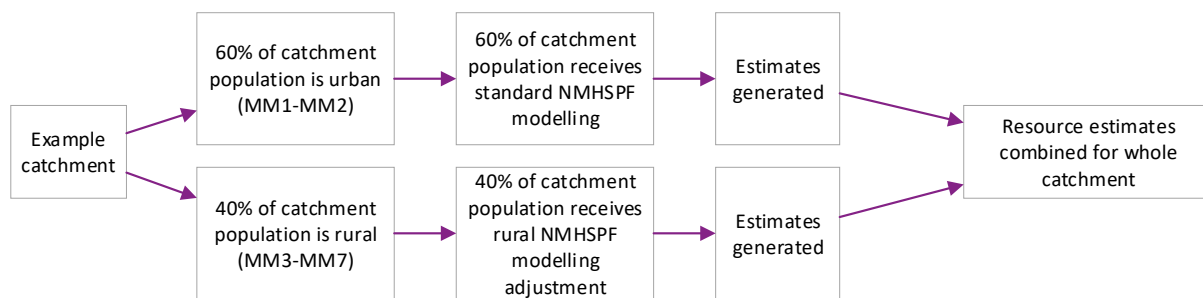 Example
catchment
60% of catchment
population is urban
(MM1-MM2)
60% of catchment
population receives
standard NMHSPF
modelling
Estimates
generated
40% of catchment
population is rural
(MM3-MM7)
40% of catchment
population receives
rural NMHSPF
modelling
adjustment
Estimates
generated
Resource estimates
combined for whole
catchment